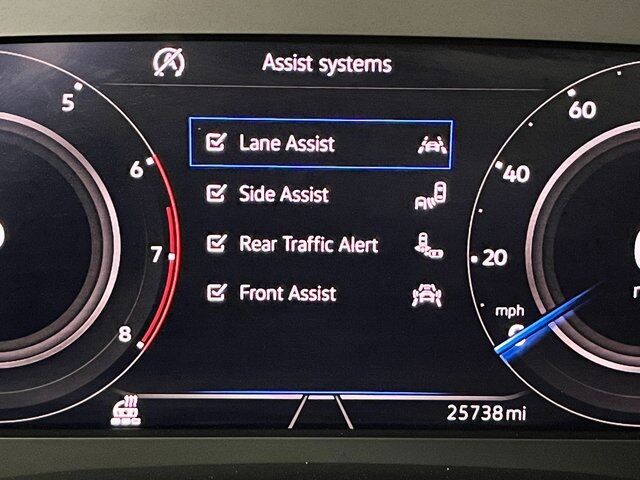 Assist systems
5
6
7
8
Lane Assist
Side Assist
Rear Traffic Alert
Front Assist
60
40
20
mph
0
25738 mi